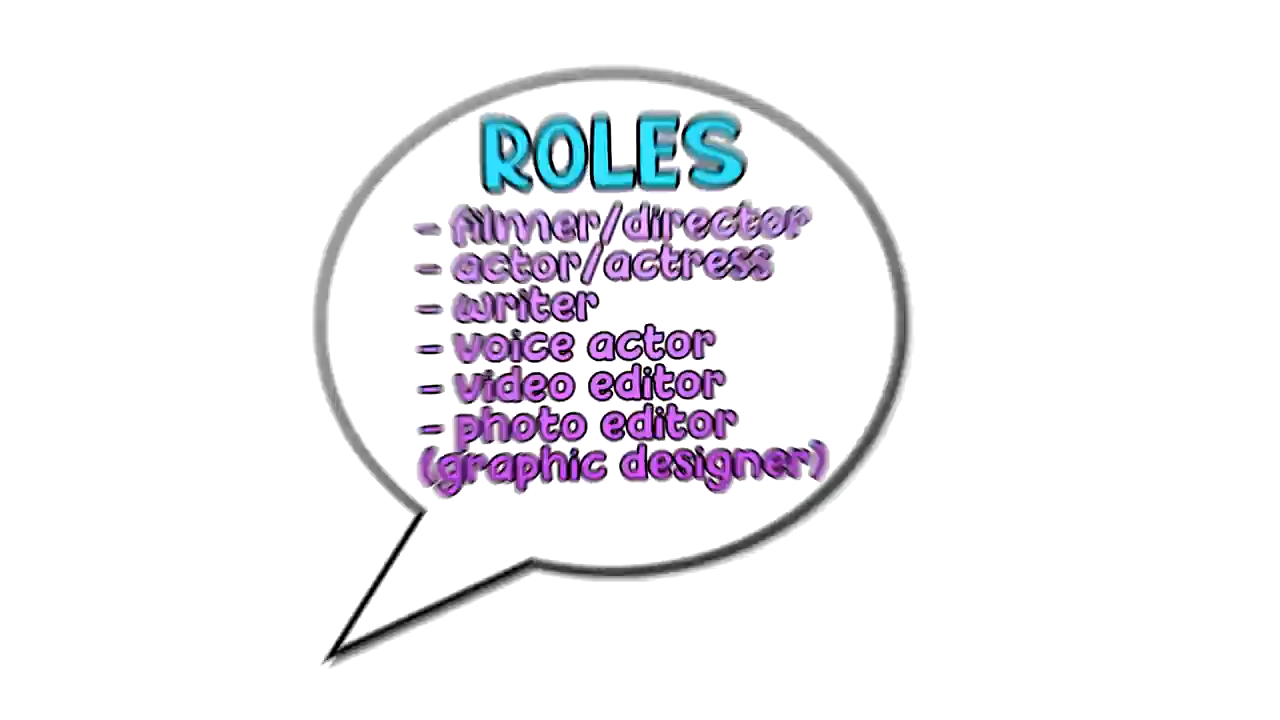 ROLES
- filmer/director
- actor/actress
- writer
- voice actor
- video editor
- photo editor
(graphic designer)